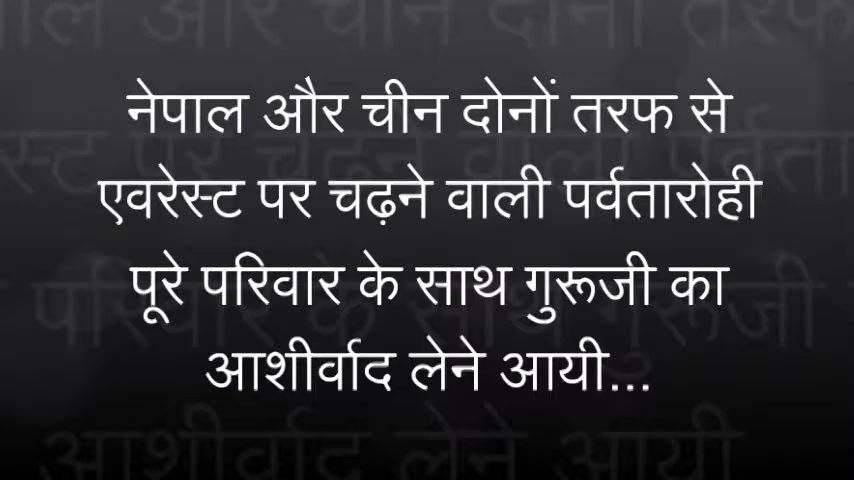 नेपाल और चीन दोनों तरफ से
एवरेस्ट पर चढ़ने वाली पर्वतारोही
पूरे परिवार के साथ गुरूजी का
आशीर्वाद लेने आयी...